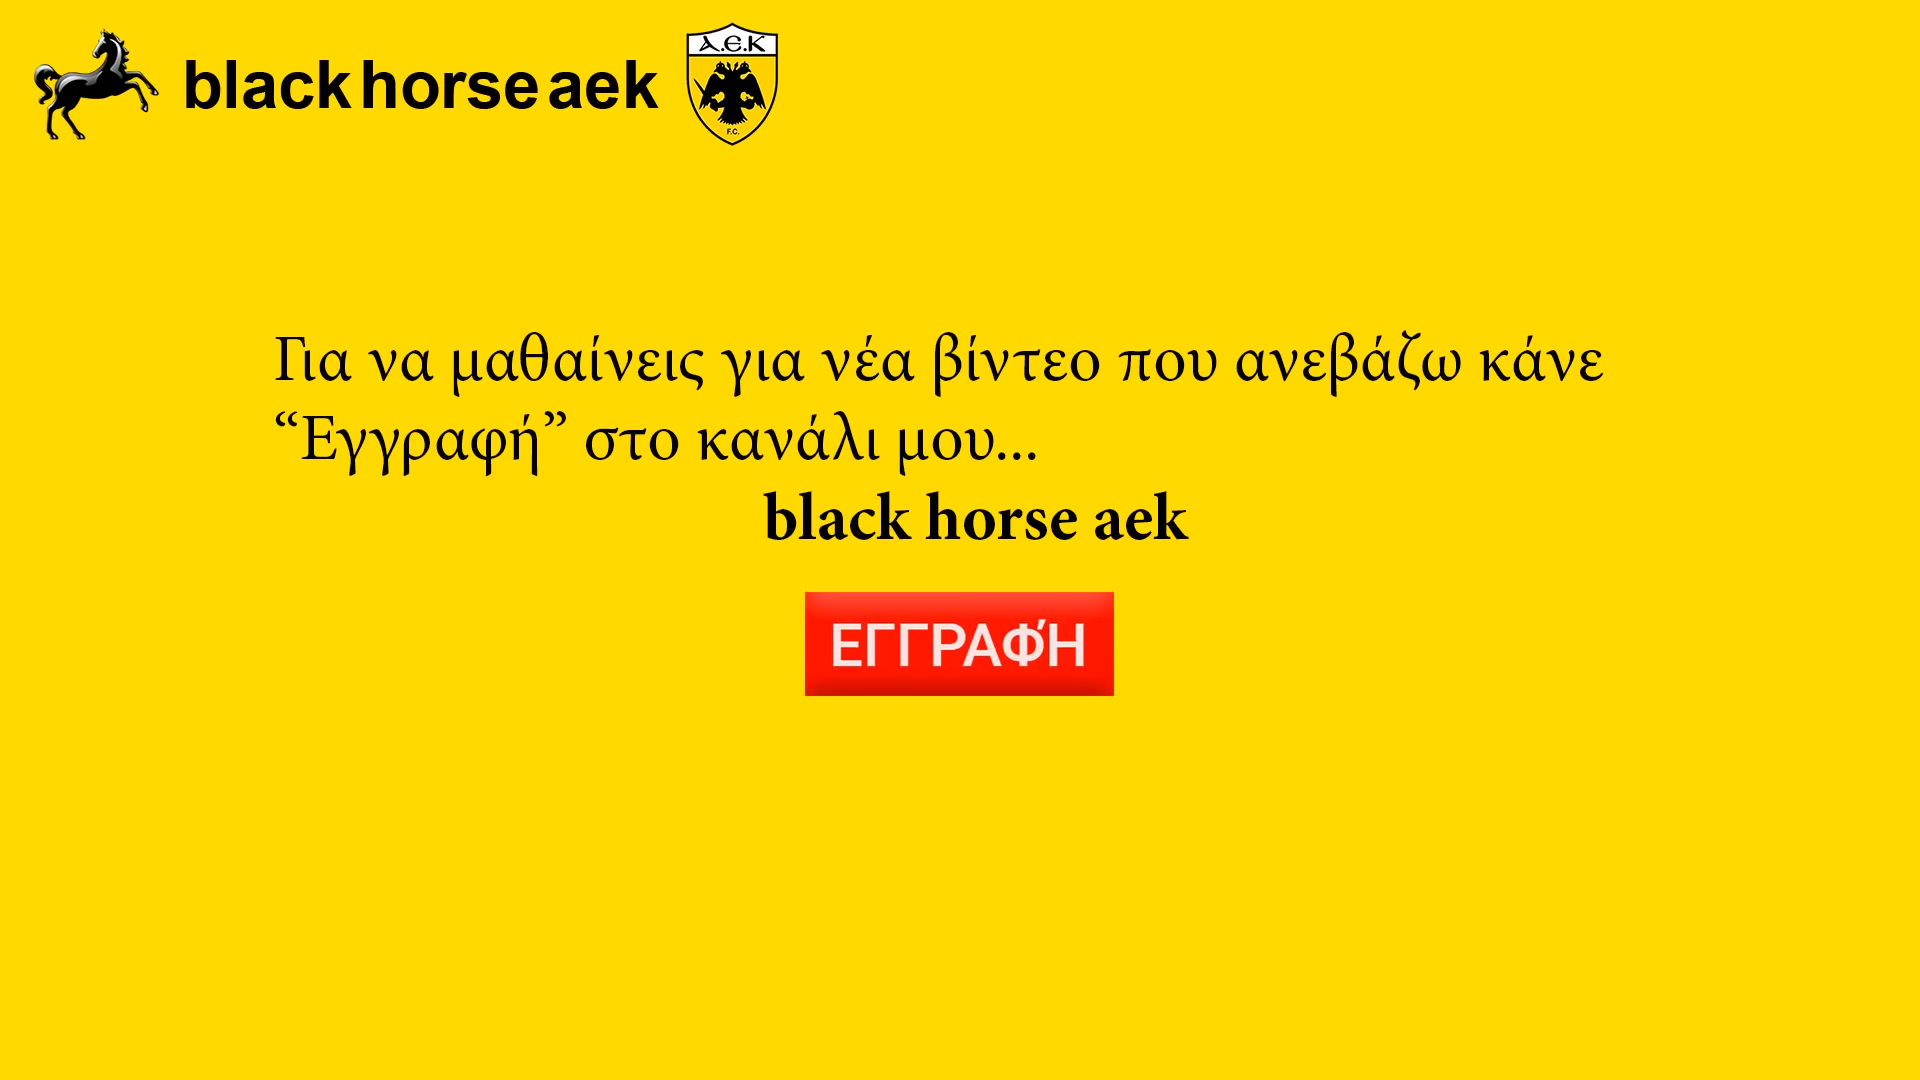 black horse aek
Α.Ε.Κ
F.C.
Για να μαθαίνεις για νέα βίντεο που ανεβάζω κάνε
“Εγγραφή” στο κανάλι μου...
black horse aek
ΕΓΓΡΑΦΉ